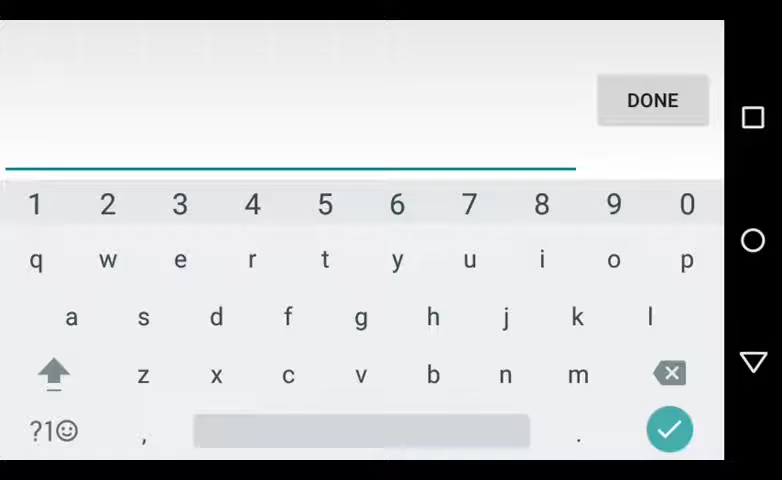 DONE
1 2 3 4 5 6 7 8 9 0
q w e r t y u i o p
a s d f g h j k l
z x c v b n m
?1☺ , .